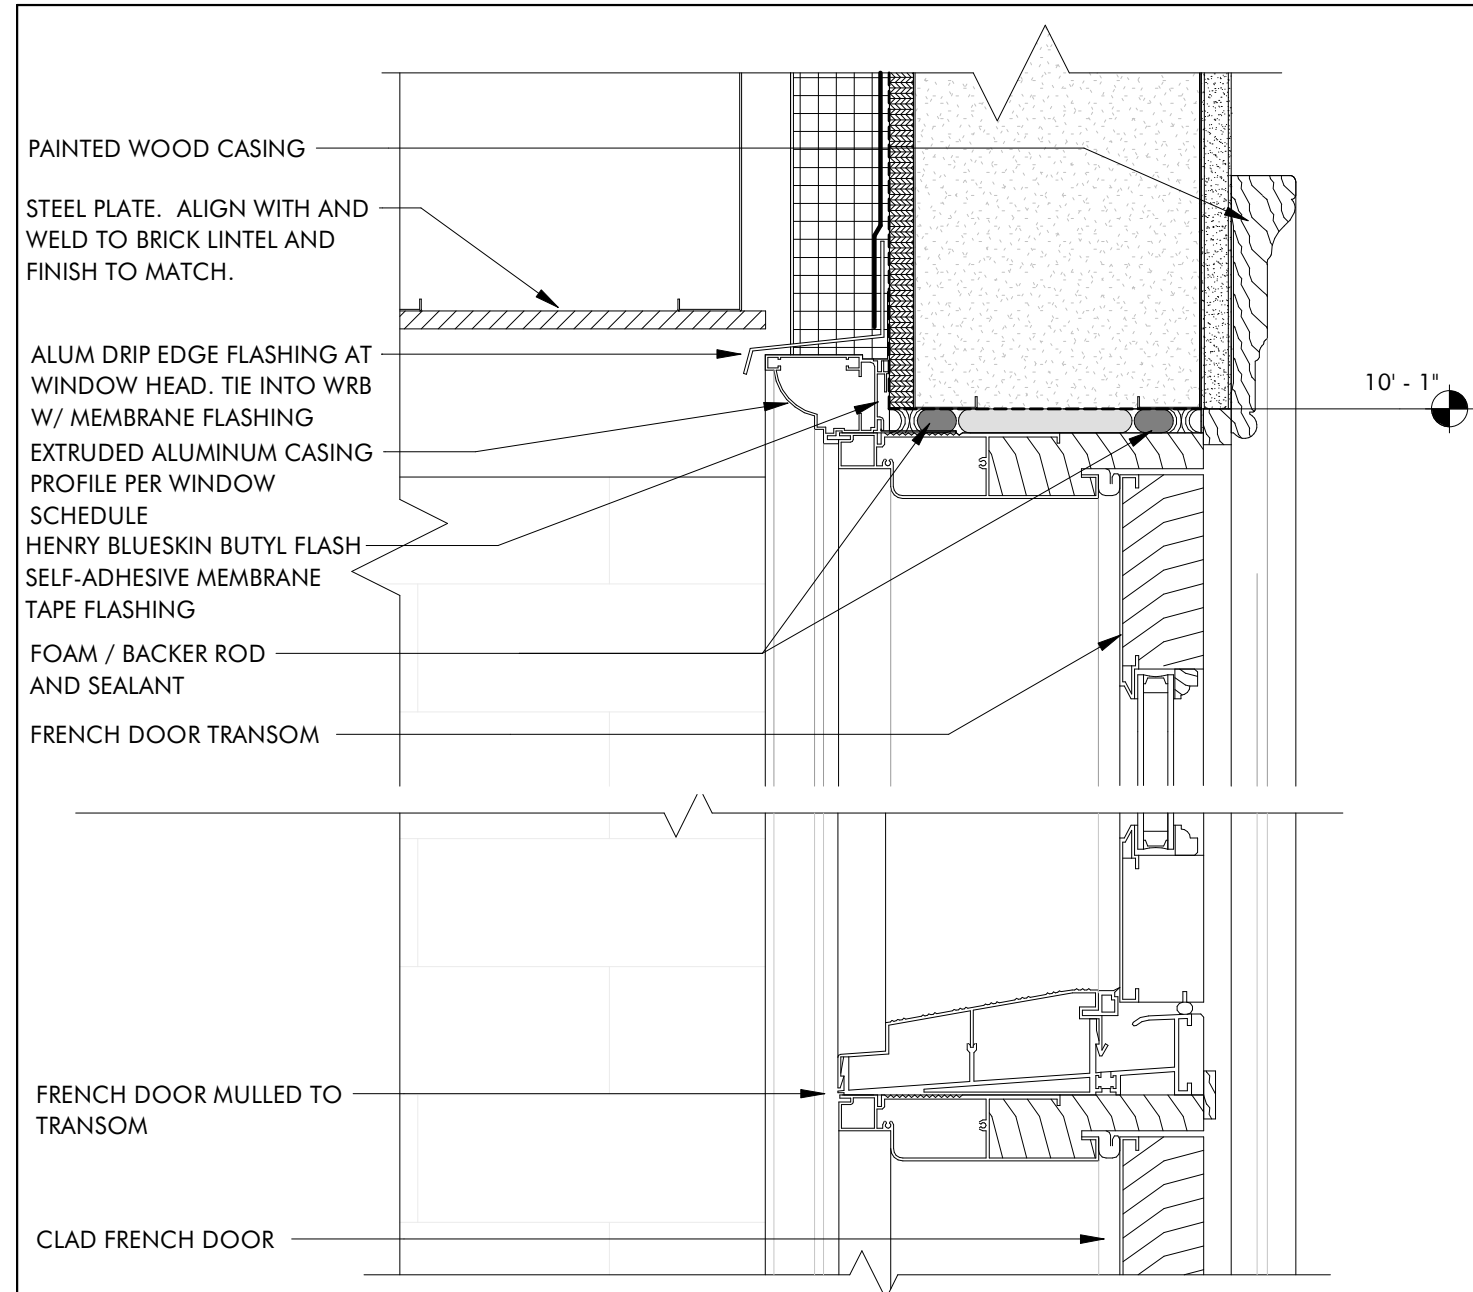 PAINTED WOOD CASING
STEEL PLATE.  ALIGN WITH AND
WELD TO BRICK LINTEL AND
FINISH TO MATCH.
ALUM DRIP EDGE FLASHING AT
WINDOW HEAD. TIE INTO WRB
W/ MEMBRANE FLASHING
10' - 1"
EXTRUDED ALUMINUM CASING
PROFILE PER WINDOW
SCHEDULE
HENRY BLUESKIN BUTYL FLASH
SELF-ADHESIVE MEMBRANE
TAPE FLASHING
FOAM / BACKER ROD
AND SEALANT
FRENCH DOOR TRANSOM
FRENCH DOOR MULLED TO
TRANSOM
CLAD FRENCH DOOR